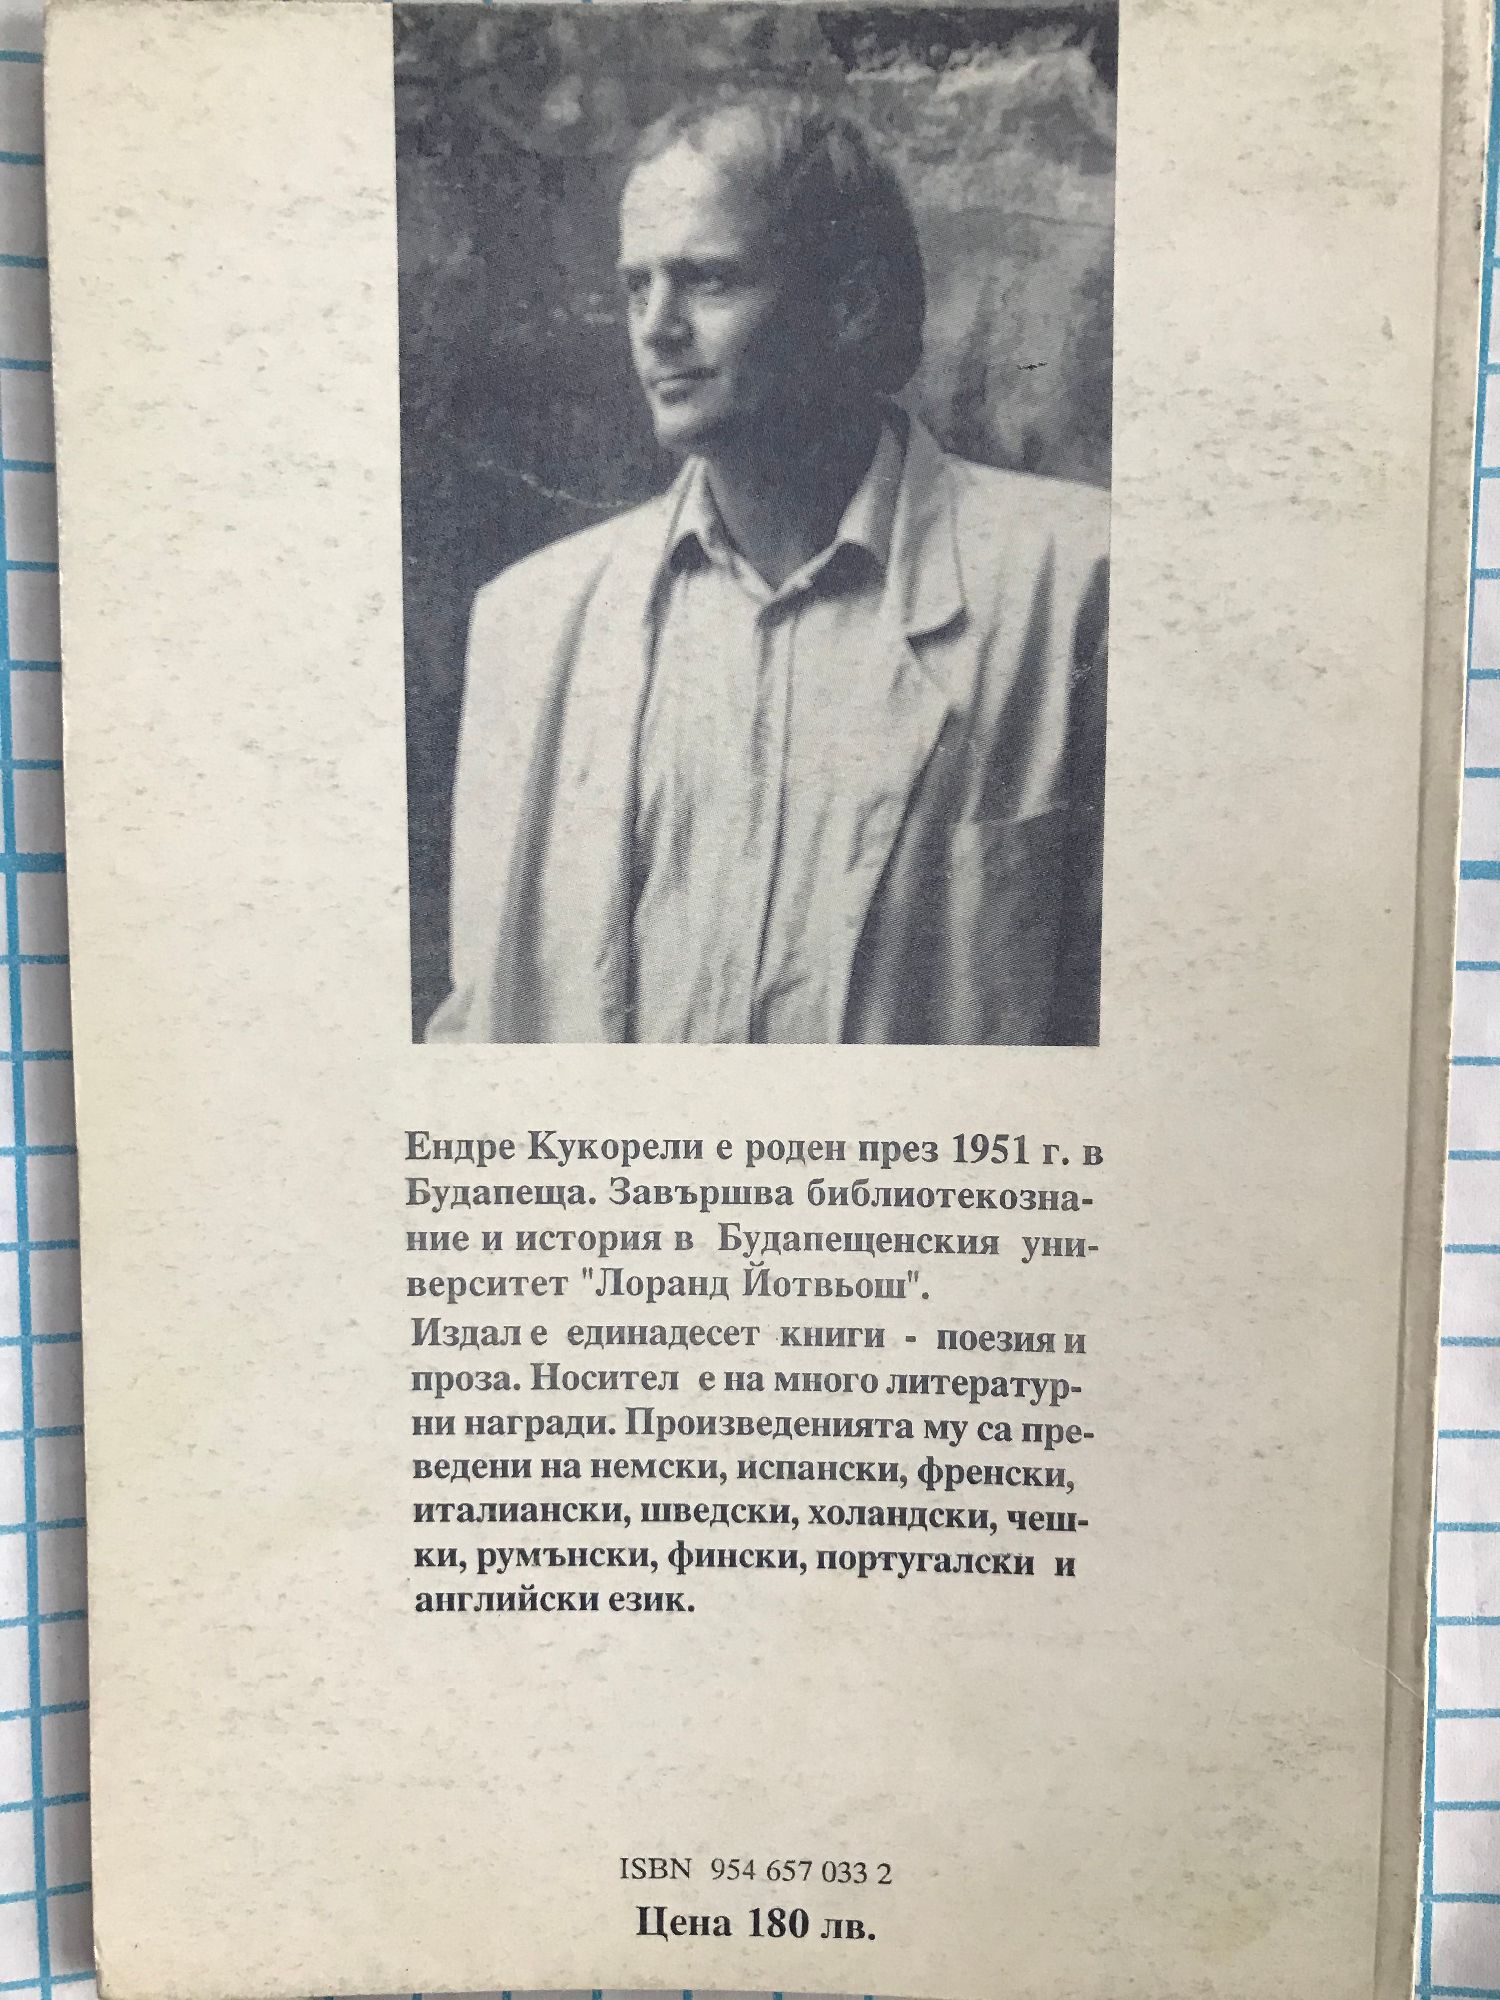 Ендре Кукорели е роден през 1951 г. в
Будапеща. Завършва библиотекозна-
ние и история в Будапещенския уни-
верситет "Лоранд Йотвьош".
Издал е единадесет книги - поезия и
проза. Носител е на много литератур-
ни награди. Произведенията му са пре-
ведени на немски, испански, френски,
италиански, шведски, холандски, чеш-
ки, румънски, фински, португалски и
английски език.
ISBN 954 657 033 2
Цена 180 лв.